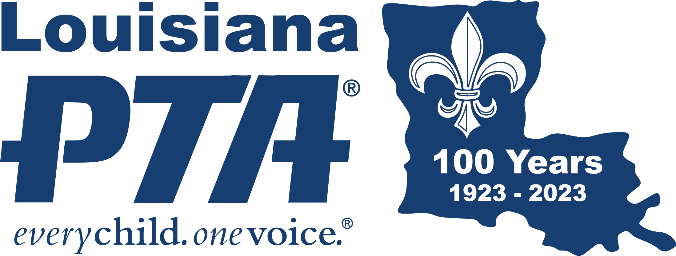 Louisiana
PTA®
everychild.onevoice.®
100 Years
1923 - 2023